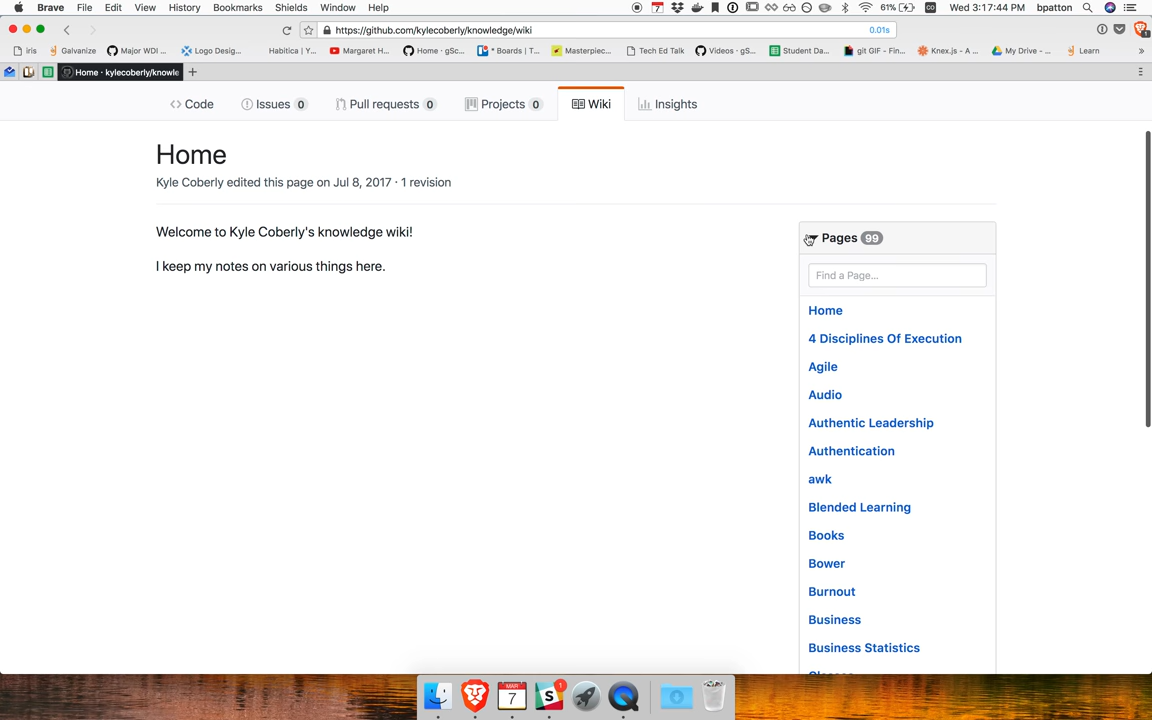 Brave File Edit View History Bookmarks Shields Window Help 7 61% Wed 3:17:44 PM bpatton
https://github.com/kylecoberly/knowledge/wiki 0.01s 1
iris Galvanize Major WDI ... Logo Desig... Habitica | Y... Margaret H... Home · gSc... * Boards | T... Masterpiec... Tech Ed Talk Videos · gS... Student Da... git GIF - Fin... Knex.js - A ... My Drive - ... Learn »
Home · kylecoberly/knowle
Code Issues 0 Pull requests 0 Projects 0 Wiki Insights
Home
Kyle Coberly edited this page on Jul 8, 2017 · 1 revision
Welcome to Kyle Coberly's knowledge wiki!
I keep my notes on various things here.
Pages 99
Find a Page...
Home
4 Disciplines Of Execution
Agile
Audio
Authentic Leadership
Authentication
awk
Blended Learning
Books
Bower
Burnout
Business
Business Statistics
MAR
7
S 1